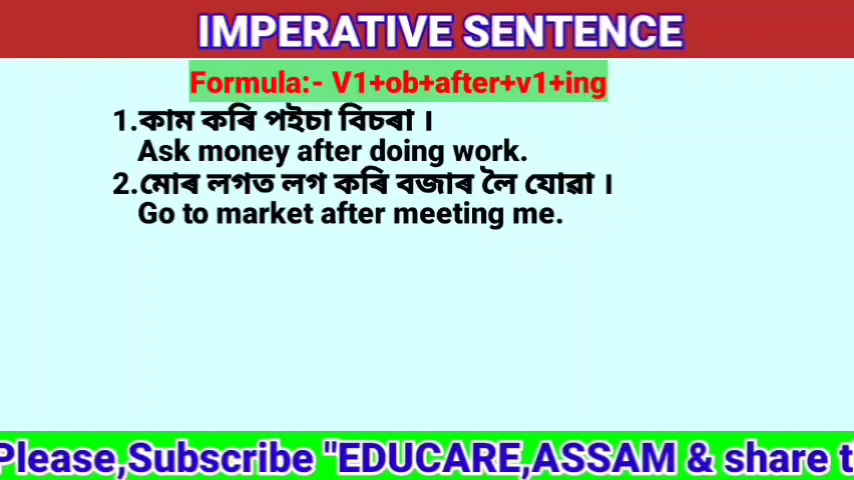 IMPERATIVE SENTENCE
Formula:- V1+ob+after+v1+ing
1.কাম কৰি পইচা বিচৰা ।
Ask money after doing work.
2.মোৰ লগত লগ কৰি বজাৰ লৈ যোৱা ।
Go to market after meeting me.
Please,Subscribe "EDUCARE,ASSAM & share t